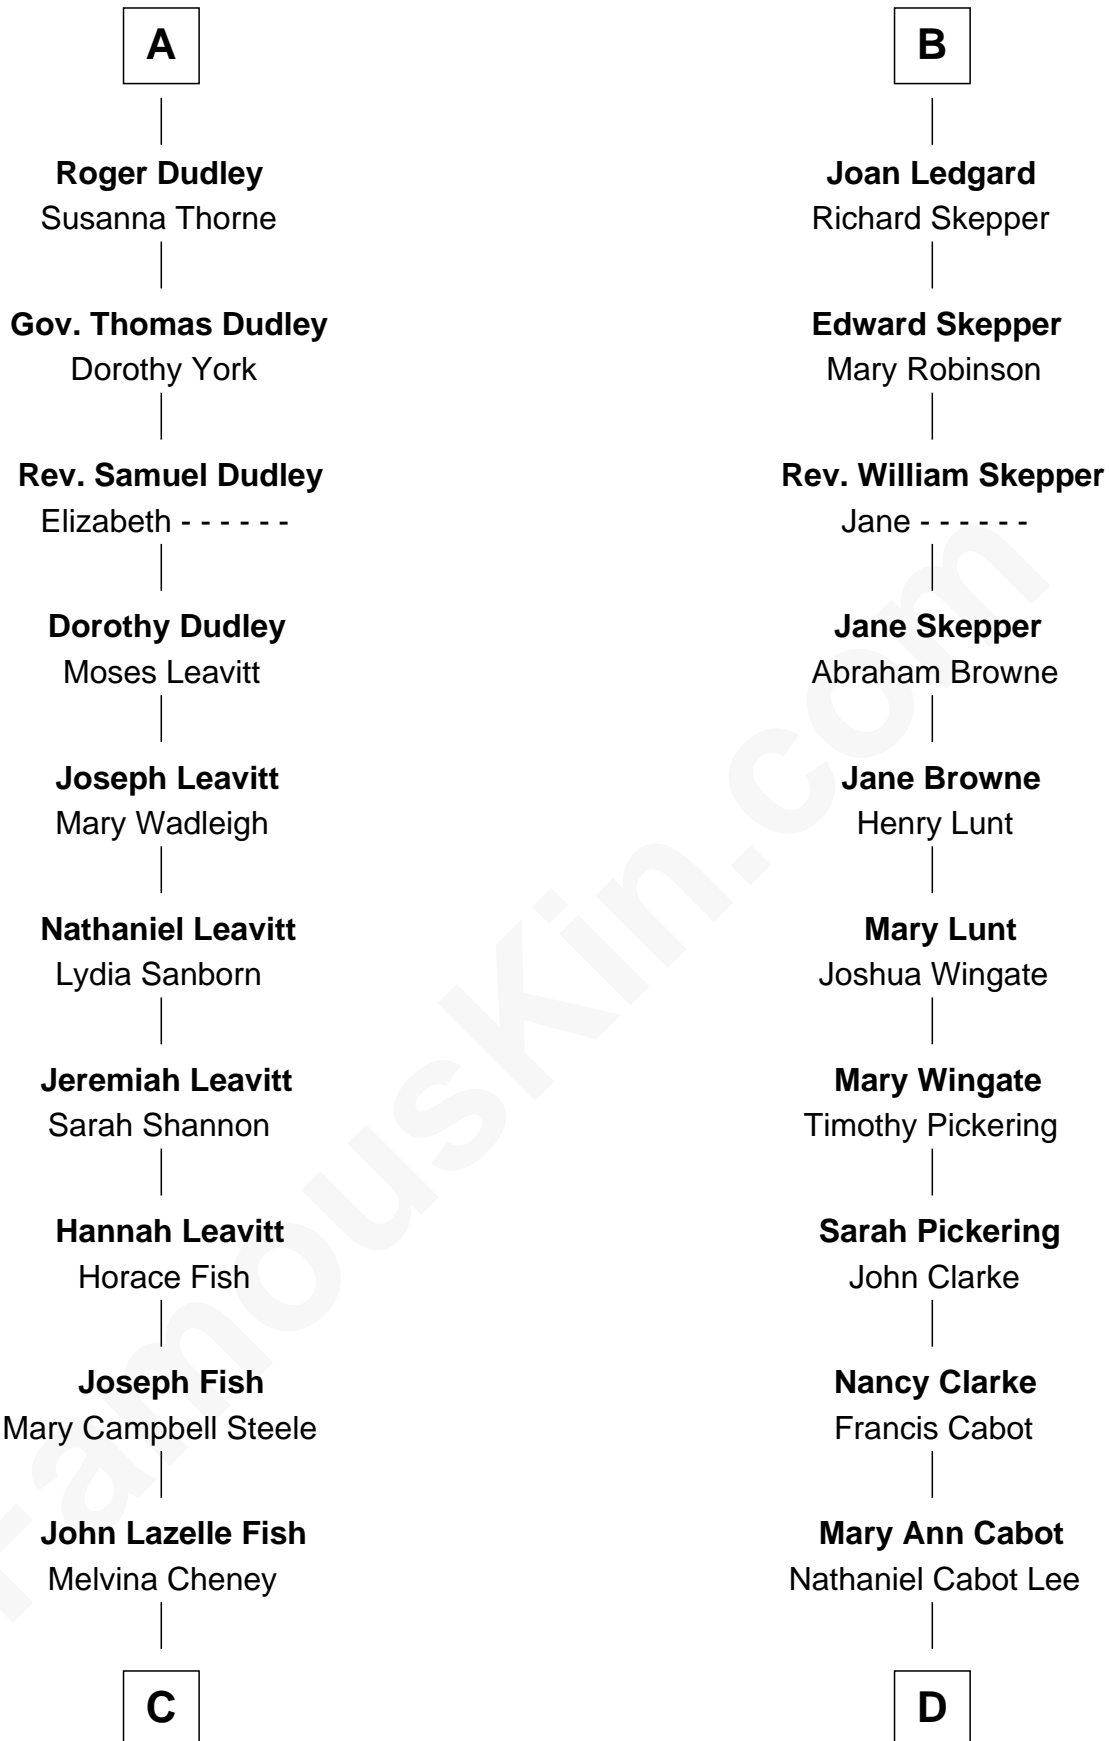 A
Roger Dudley
Susanna Thorne
Gov. Thomas Dudley
Dorothy York
Rev. Samuel Dudley
Elizabeth - - - - - -
Dorothy Dudley
Moses Leavitt
Joseph Leavitt
Mary Wadleigh
Nathaniel Leavitt
Lydia Sanborn
Jeremiah Leavitt
Sarah Shannon
Hannah Leavitt
Horace Fish
Joseph Fish
Mary Campbell Steele
John Lazelle Fish
Melvina Cheney
C
B
Joan Ledgard
Richard Skepper
Edward Skepper
Mary Robinson
Rev. William Skepper
Jane - - - - - -
Jane Skepper
Abraham Browne
Jane Browne
Henry Lunt
Mary Lunt
Joshua Wingate
Mary Wingate
Timothy Pickering
Sarah Pickering
John Clarke
Nancy Clarke
Francis Cabot
Mary Ann Cabot
Nathaniel Cabot Lee
D
FamousKin.com